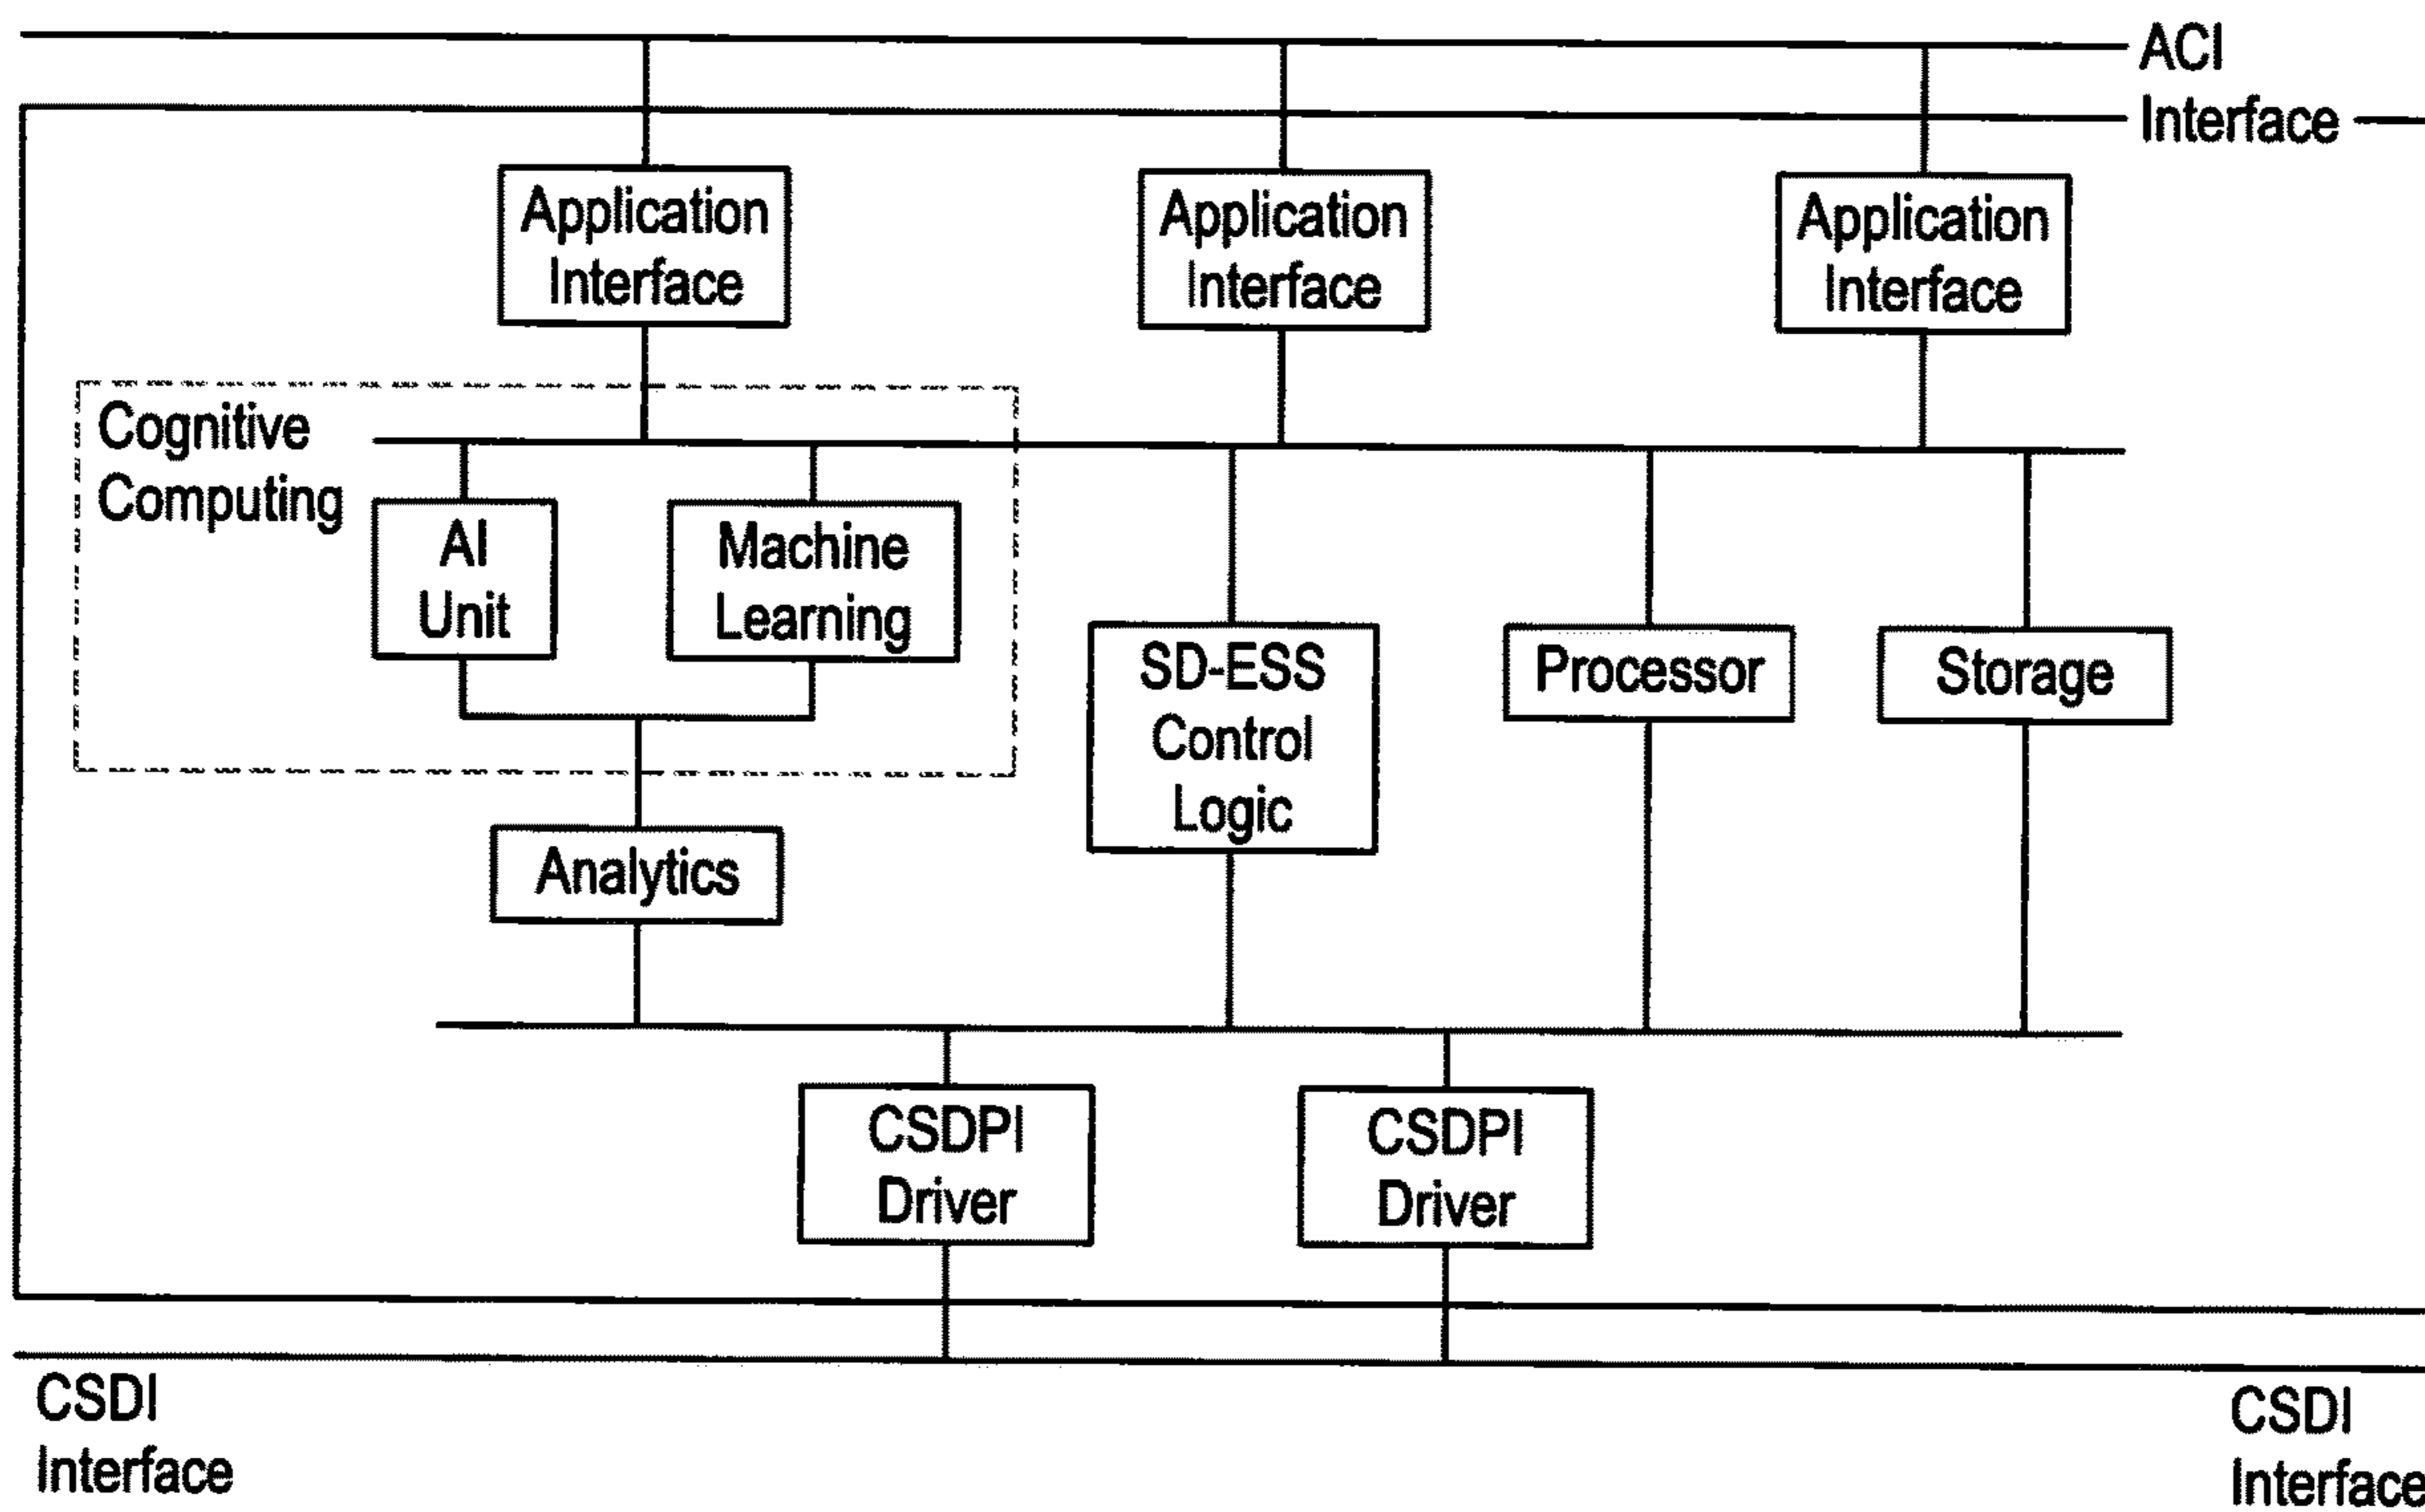 ACI
Interface
Application
Interface
Application
Interface
Application
Interface
Cognitive
Computing
AI
Unit
Machine
Learning
SD-ESS
Control
Logic
Processor
Storage
Analytics
CSDPI
Driver
CSDPI
Driver
CSDI
Interface
CSDI
Interface